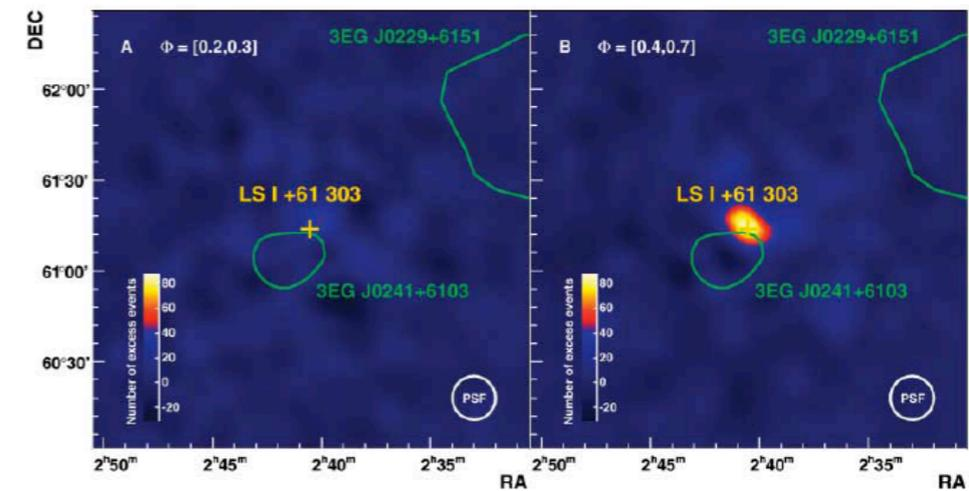 DEC
A Φ = [0.2,0.3]
3EG J0229+6151
62°00'
61°30'
61°00'
60°30'
LS I +61 303
3EG J0241+6103
Number of excess events
80
60
40
20
0
-20
PSF
2ʰ50ᵐ 2ʰ45ᵐ 2ʰ40ᵐ 2ʰ35ᵐ
RA
B Φ = [0.4,0.7]
3EG J0229+6151
LS I +61 303
3EG J0241+6103
Number of excess events
80
60
40
20
0
-20
PSF
2ʰ50ᵐ 2ʰ45ᵐ 2ʰ40ᵐ 2ʰ35ᵐ
RA